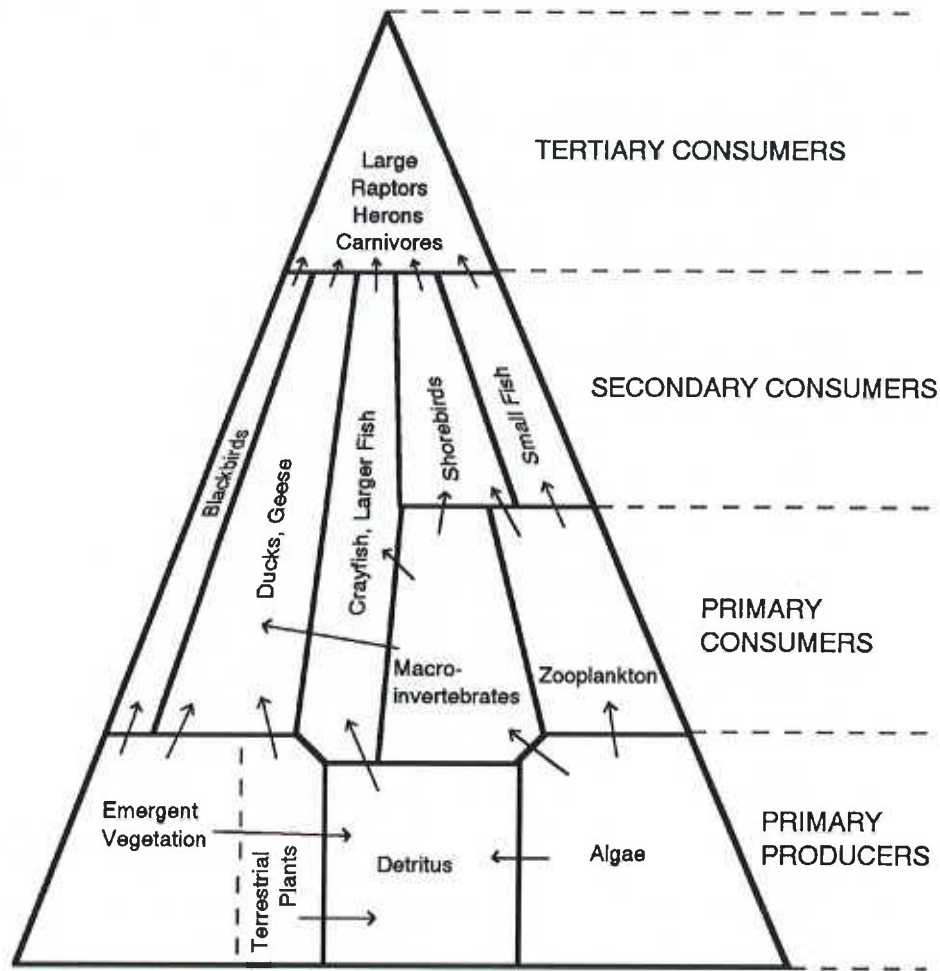 TERTIARY CONSUMERS
Large
Raptors
Herons
Carnivores
SECONDARY CONSUMERS
Blackbirds
Ducks, Geese
Crayfish, Larger Fish
Shorebirds
Small Fish
PRIMARY
CONSUMERS
Macro-
invertebrates
Zooplankton
PRIMARY
PRODUCERS
Emergent
Vegetation
Terrestrial
Plants
Detritus
Algae